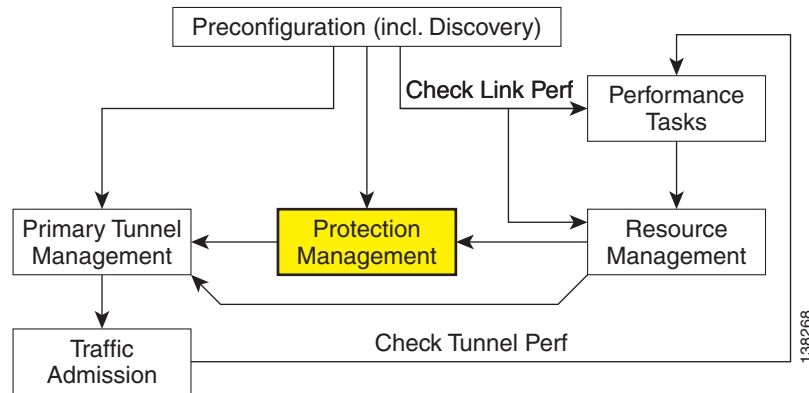 Preconfiguration (incl. Discovery)
Check Link Perf
Performance
Tasks
Primary Tunnel
Management
Protection
Management
Resource
Management
Traffic
Admission
Check Tunnel Perf
138268